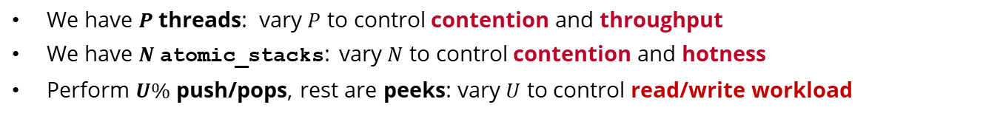 • We have P threads: vary P to control contention and throughput
• We have N atomic_stacks: vary N to control contention and hotness
• Perform U% push/pops, rest are peeks: vary U to control read/write workload